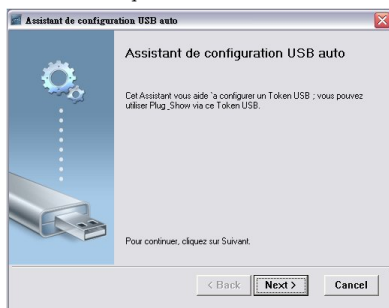 Assistant de configuration USB auto
Assistant de configuration USB auto
Cet Assistant vous aide `a configurer un Token USB ; vous pouvez
utiliser Plug_Show via ce Token USB.
Pour continuer, cliquez sur Suivant.
< Back Next > Cancel